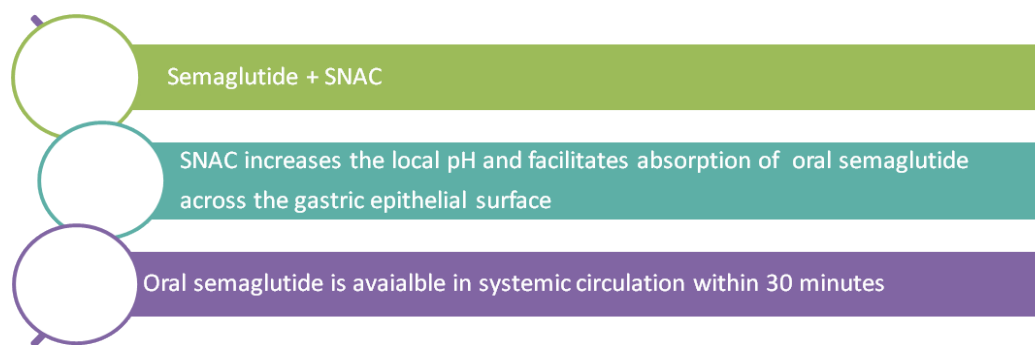 Semaglutide + SNAC
SNAC increases the local pH and facilitates absorption of oral semaglutide
across the gastric epithelial surface
Oral semaglutide is avaialble in systemic circulation within 30 minutes